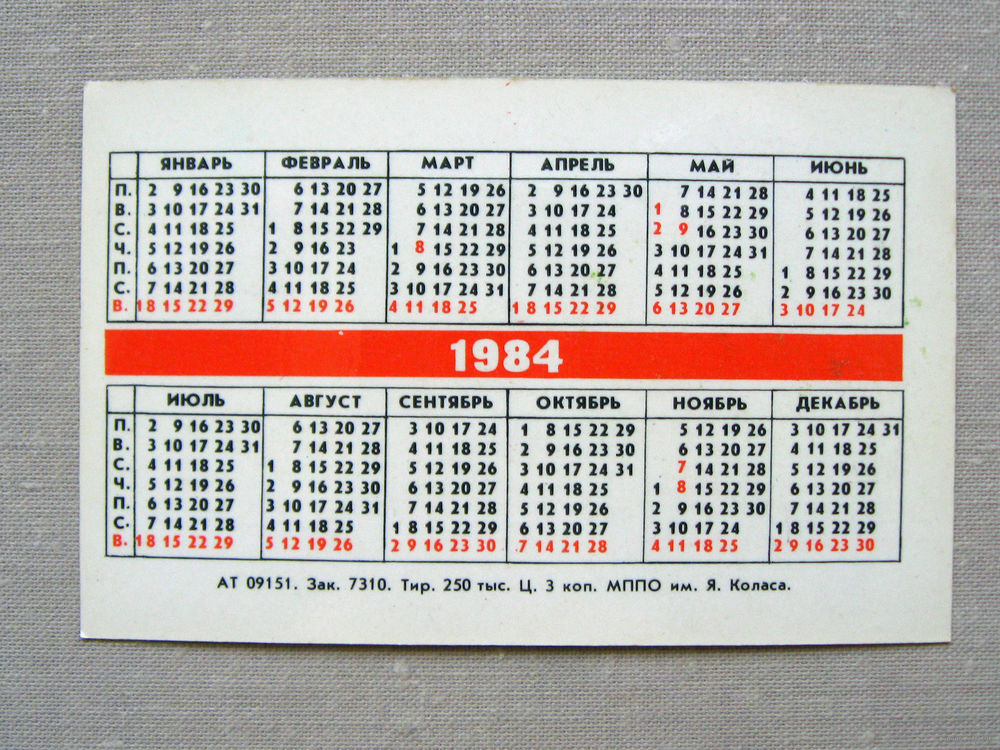 ЯНВАРЬ ФЕВРАЛЬ МАРТ АПРЕЛЬ МАЙ ИЮНЬ
П. 2 9 16 23 30 6 13 20 27 5 12 19 26 2 9 16 23 30 7 14 21 28 4 11 18 25
В. 3 10 17 24 31 7 14 21 28 6 13 20 27 3 10 17 24 1 8 15 22 29 5 12 19 26
С. 4 11 18 25 1 8 15 22 29 7 14 21 28 4 11 18 25 2 9 16 23 30 6 13 20 27
Ч. 5 12 19 26 2 9 16 23 1 8 15 22 29 5 12 19 26 3 10 17 24 31 7 14 21 28
П. 6 13 20 27 3 10 17 24 2 9 16 23 30 6 13 20 27 4 11 18 25 1 8 15 22 29
С. 7 14 21 28 4 11 18 25 3 10 17 24 31 7 14 21 28 5 12 19 26 2 9 16 23 30
В. 1 8 15 22 29 5 12 19 26 4 11 18 25 1 8 15 22 29 6 13 20 27 3 10 17 24
1984
ИЮЛЬ АВГУСТ СЕНТЯБРЬ ОКТЯБРЬ НОЯБРЬ ДЕКАБРЬ
П. 2 9 16 23 30 6 13 20 27 3 10 17 24 1 8 15 22 29 5 12 19 26 3 10 17 24 31
В. 3 10 17 24 31 7 14 21 28 4 11 18 25 2 9 16 23 30 6 13 20 27 4 11 18 25
С. 4 11 18 25 1 8 15 22 29 5 12 19 26 3 10 17 24 31 7 14 21 28 5 12 19 26
Ч. 5 12 19 26 2 9 16 23 30 6 13 20 27 4 11 18 25 1 8 15 22 29 6 13 20 27
П. 6 13 20 27 3 10 17 24 31 7 14 21 28 5 12 19 26 2 9 16 23 30 7 14 21 28
С. 7 14 21 28 4 11 18 25 1 8 15 22 29 6 13 20 27 3 10 17 24 1 8 15 22 29
В. 1 8 15 22 29 5 12 19 26 2 9 16 23 30 7 14 21 28 4 11 18 25 2 9 16 23 30
АТ 09151. Зак. 7310. Тир. 250 тыс. Ц. 3 коп. МППО им. Я. Коласа.